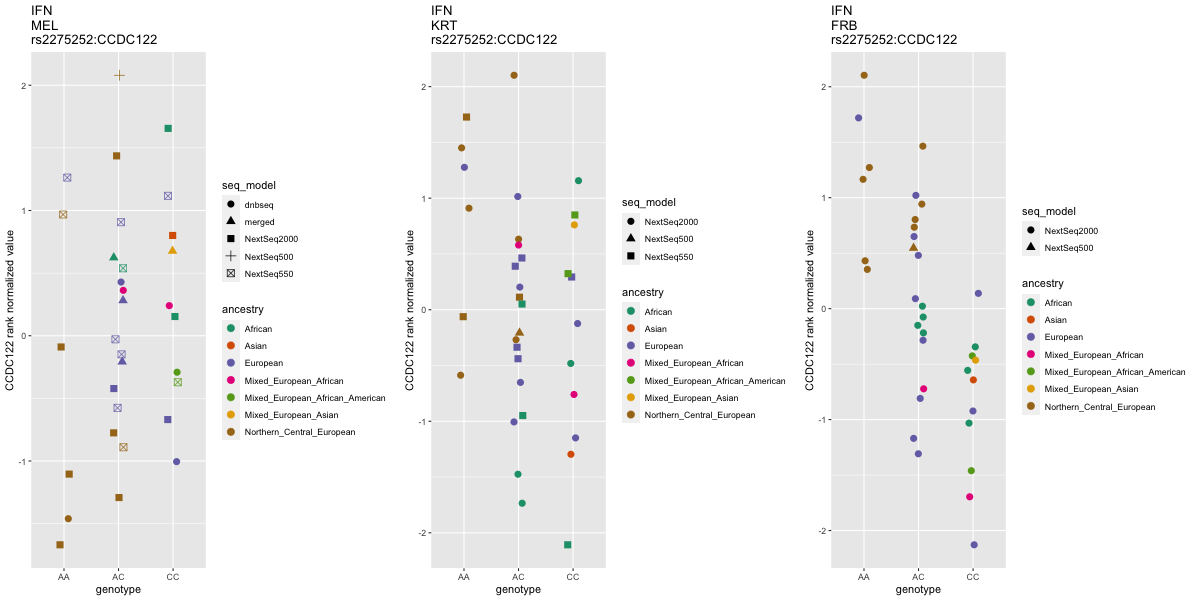 IFN
MEL
rs2275252:CCDC122
CCDC122 rank normalized value
2
1
0
-1
AA
AC
CC
genotype
seq_model
dnbseq
merged
NextSeq2000
NextSeq500
NextSeq550
ancestry
African
Asian
European
Mixed_European_African
Mixed_European_African_American
Mixed_European_Asian
Northern_Central_European
IFN
KRT
rs2275252:CCDC122
CCDC122 rank normalized value
2
1
0
-1
-2
AA
AC
CC
genotype
seq_model
NextSeq2000
NextSeq500
NextSeq550
ancestry
African
Asian
European
Mixed_European_African
Mixed_European_African_American
Mixed_European_Asian
Northern_Central_European
IFN
FRB
rs2275252:CCDC122
CCDC122 rank normalized value
2
1
0
-1
-2
AA
AC
CC
genotype
seq_model
NextSeq2000
NextSeq500
ancestry
African
Asian
European
Mixed_European_African
Mixed_European_African_American
Mixed_European_Asian
Northern_Central_European